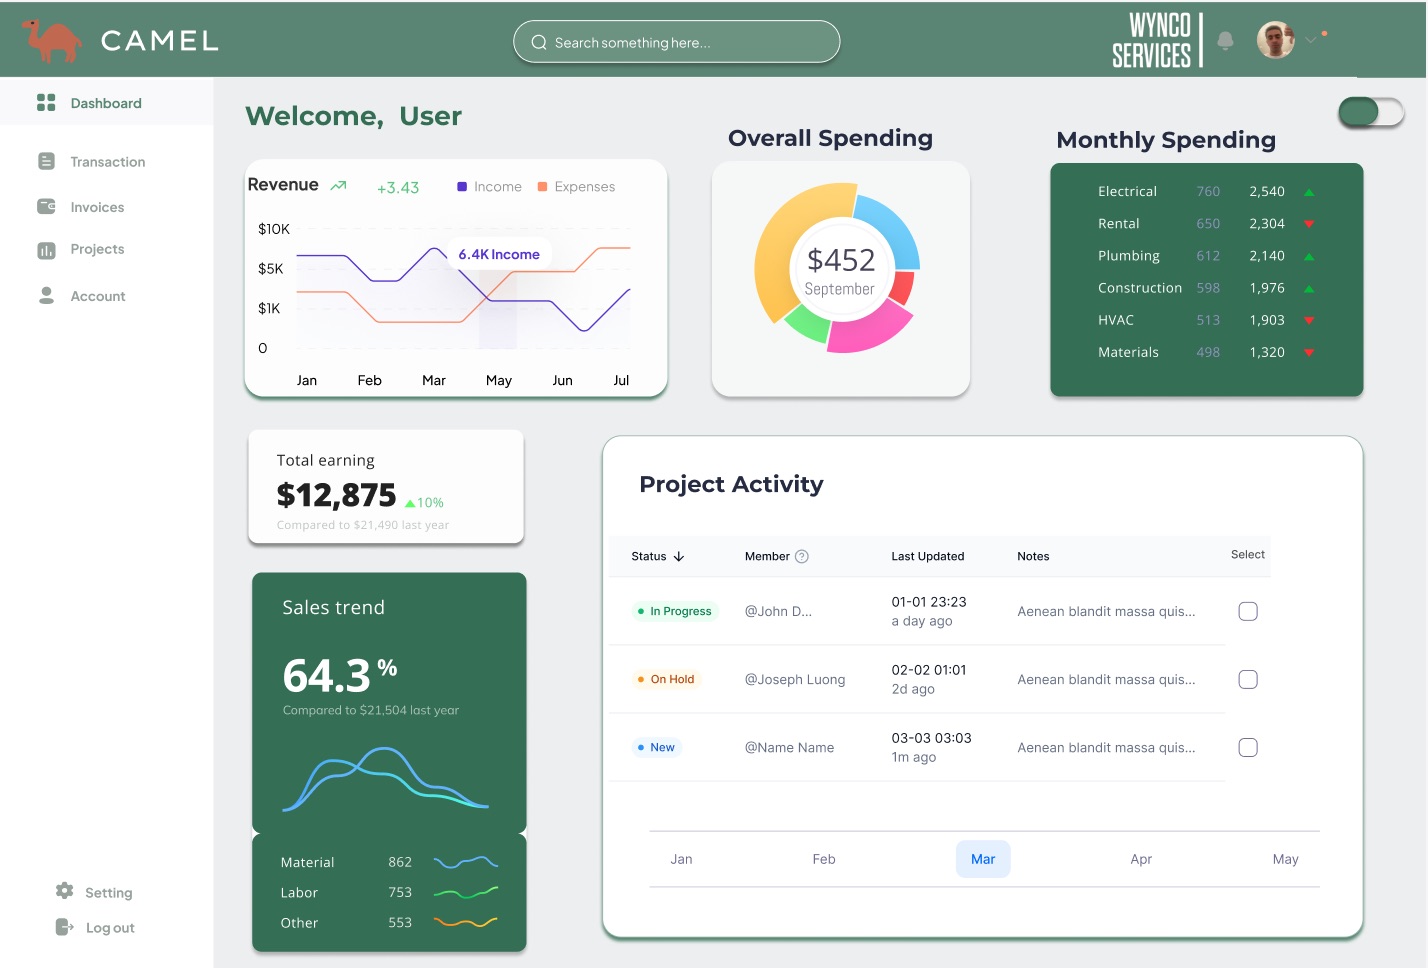 CAMEL
Search something here...
WYNCO
SERVICES
Dashboard
Transaction
Invoices
Projects
Account
Setting
Log out
Welcome, User
Revenue +3.43 Income Expenses
$10K
$5K
$1K
0
6.4K Income
Jan Feb Mar May Jun Jul
Overall Spending
$452
September
Monthly Spending
Electrical 760 2,540
Rental 650 2,304
Plumbing 612 2,140
Construction 598 1,976
HVAC 513 1,903
Materials 498 1,320
Total earning
$12,875 10%
Compared to $21,490 last year
Sales trend
64.3 %
Compared to $21,504 last year
Material 862
Labor 753
Other 553
Project Activity
Status Member ? Last Updated Notes Select
In Progress @John D... 01-01 23:23 Aenean blandit massa quis...
a day ago
On Hold @Joseph Luong 02-02 01:01 Aenean blandit massa quis...
2d ago
New @Name Name 03-03 03:03 Aenean blandit massa quis...
1m ago
Jan Feb Mar Apr May